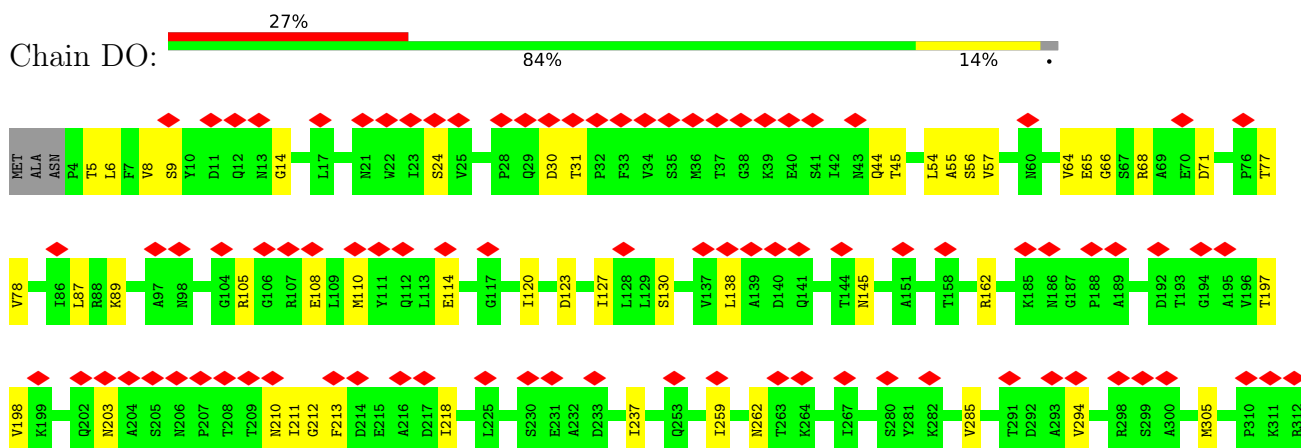 27%
Chain DO:
84% 14% •
MET ALA ASN P4 T5 L6 F7 V8 S9 Y10 D11 Q12 N13 G14 L17 N21 W22 I23 S24 V25 P28 Q29 D30 T31 P32 F33 V34 S35 M36 T37 G38 K39 E40 S41 I42 N43 Q44 T45 L54 A55 S56 V57 N60 V64 E65 G66 S67 R68 A69 E70 D71 P76 T77
V78 I86 L87 R88 K89 A97 N98 G104 R105 G106 R107 E108 L109 M110 Y111 Q112 L113 E114 G117 I120 D123 I127 L128 L129 S130 V137 L138 A139 D140 Q141 T144 N145 A151 T158 R162 K185 N186 G187 P188 A189 D192 T193 G194 A195 V196 T197
V198 K199 Q202 N203 A204 S205 N206 P207 T208 T209 N210 I211 G212 F213 D214 E215 A216 D217 I218 L225 S230 E231 A232 D233 I237 Q253 I259 N262 T263 K264 I267 S280 Y281 K282 V285 T291 D292 A293 V294 R298 S299 A300 M305 P310 K311 R312